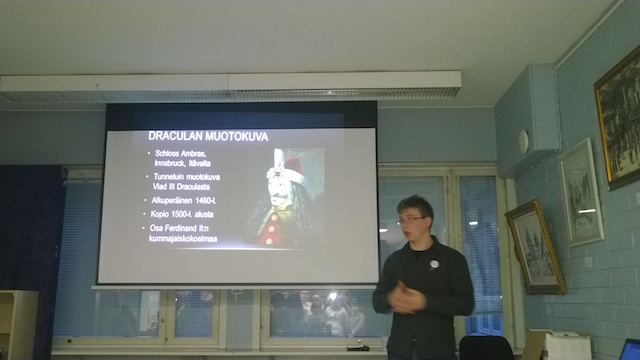 DRACULAN MUOTOKUVA
• Schloss Ambras,
Innsbruck, Itävalta
• Tunnetuin muotokuva
Vlad III Draculasta
• Alkuperäinen 1460-l.
• Kopio 1500-l. alusta
• Osa Ferdinand II:n
kummajaiskokoelmaa